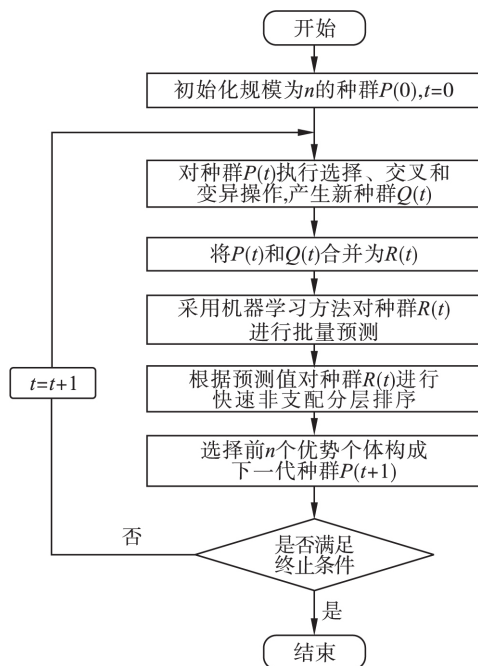 开始
初始化规模为n的种群P(0),t=0
对种群P(t)执行选择、交叉和
变异操作,产生新种群Q(t)
将P(t)和Q(t)合并为R(t)
采用机器学习方法对种群R(t)
进行批量预测
t=t+1
根据预测值对种群R(t)进行
快速非支配分层排序
选择前n个优势个体构成
下一代种群P(t+1)
否
是否满足
终止条件
是
结束